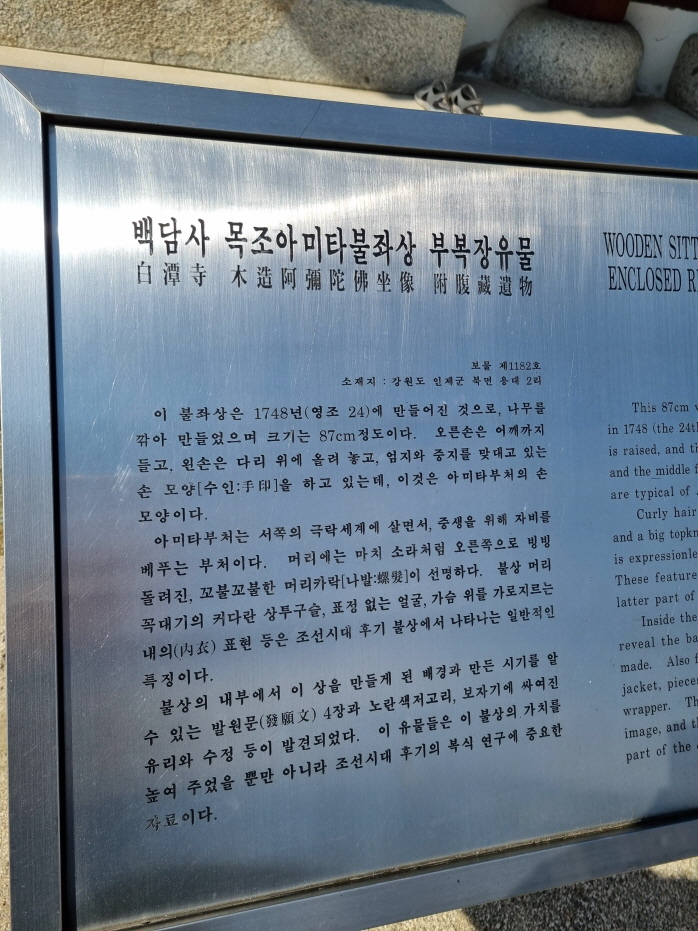 백담사 목조아미타불좌상 부복장유물
白潭寺 木造阿彌陀佛坐像 附腹藏遺物
보물 제1182호
소재지 : 강원도 인제군 북면 용대 2리
이 불좌상은 1748년(영조 24)에 만들어진 것으로, 나무를
깎아 만들었으며 크기는 87cm정도이다. 오른손은 어깨까지
들고, 왼손은 다리 위에 올려 놓고, 엄지와 중지를 맞대고 있는
손 모양[수인:手印]을 하고 있는데, 이것은 아미타부처의 손
모양이다.
아미타부처는 서쪽의 극락세계에 살면서, 중생을 위해 자비를
베푸는 부처이다. 머리에는 마치 소라처럼 오른쪽으로 빙빙
돌려진, 꼬불꼬불한 머리카락[나발:螺髮]이 선명하다. 불상 머리
꼭대기의 커다란 상투구슬, 표정 없는 얼굴, 가슴 위를 가로지르는
내의(內衣) 표현 등은 조선시대 후기 불상에서 나타나는 일반적인
특징이다.
불상의 내부에서 이 상을 만들게 된 배경과 만든 시기를 알
수 있는 발원문(發願文) 4장과 노란색저고리, 보자기에 싸여진
유리와 수정 등이 발견되었다. 이 유물들은 이 불상의 가치를
높여 주었을 뿐만 아니라 조선시대 후기의 복식 연구에 중요한
자료이다.
WOODEN SITT
ENCLOSED R
This 87cm
in 1748 (the 24t
is raised, and th
and the middle f
are typical of
Curly hair
and a big topkn
is expressionle
These feature
latter part of
Inside the
reveal the ba
made. Also f
jacket, pieces
wrapper. Th
image, and th
part of the